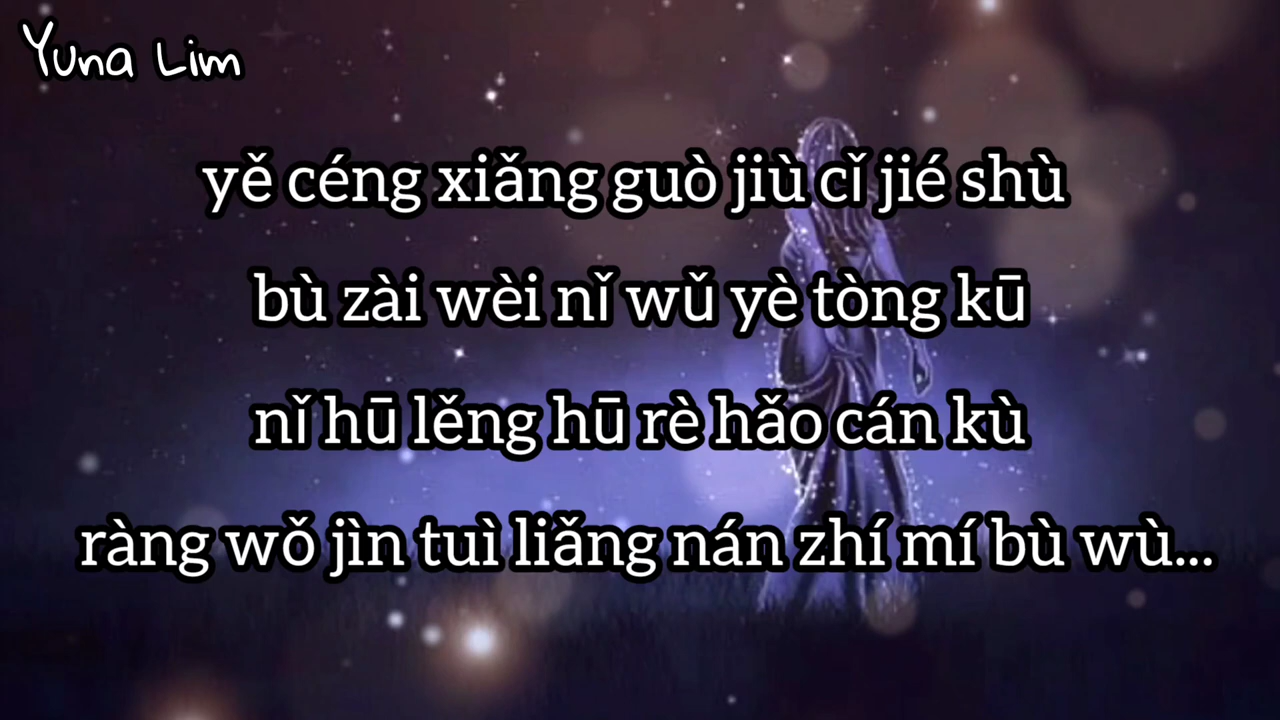 Yuna Lim
yě céng xiǎng guò jiù cǐ jié shù
bù zài wèi nǐ wǔ yè tòng kū
nǐ hū lěng hū rè hǎo cán kù
ràng wǒ jìn tuì liǎng nán zhí mí bù wù...